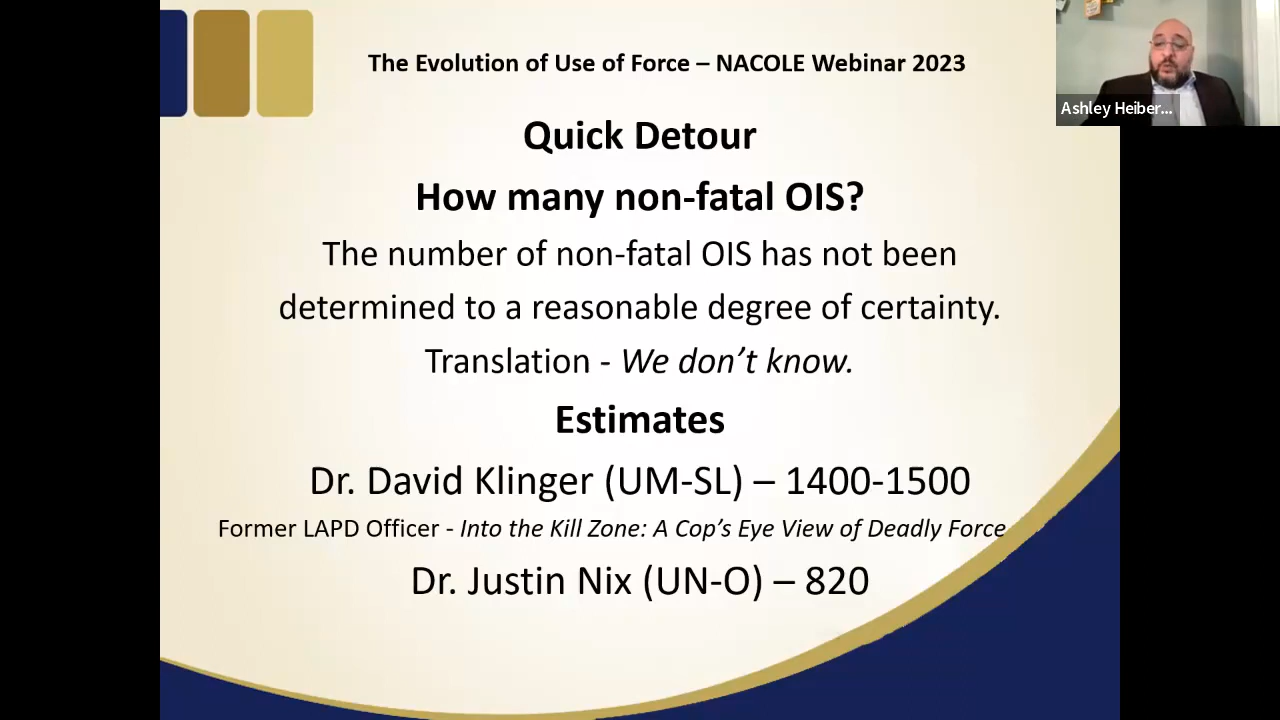 The Evolution of Use of Force – NACOLE Webinar 2023
Ashley Heiber...
Quick Detour
How many non-fatal OIS?
The number of non-fatal OIS has not been
determined to a reasonable degree of certainty.
Translation - We don’t know.
Estimates
Dr. David Klinger (UM-SL) – 1400-1500
Former LAPD Officer - Into the Kill Zone: A Cop’s Eye View of Deadly Force
Dr. Justin Nix (UN-O) – 820